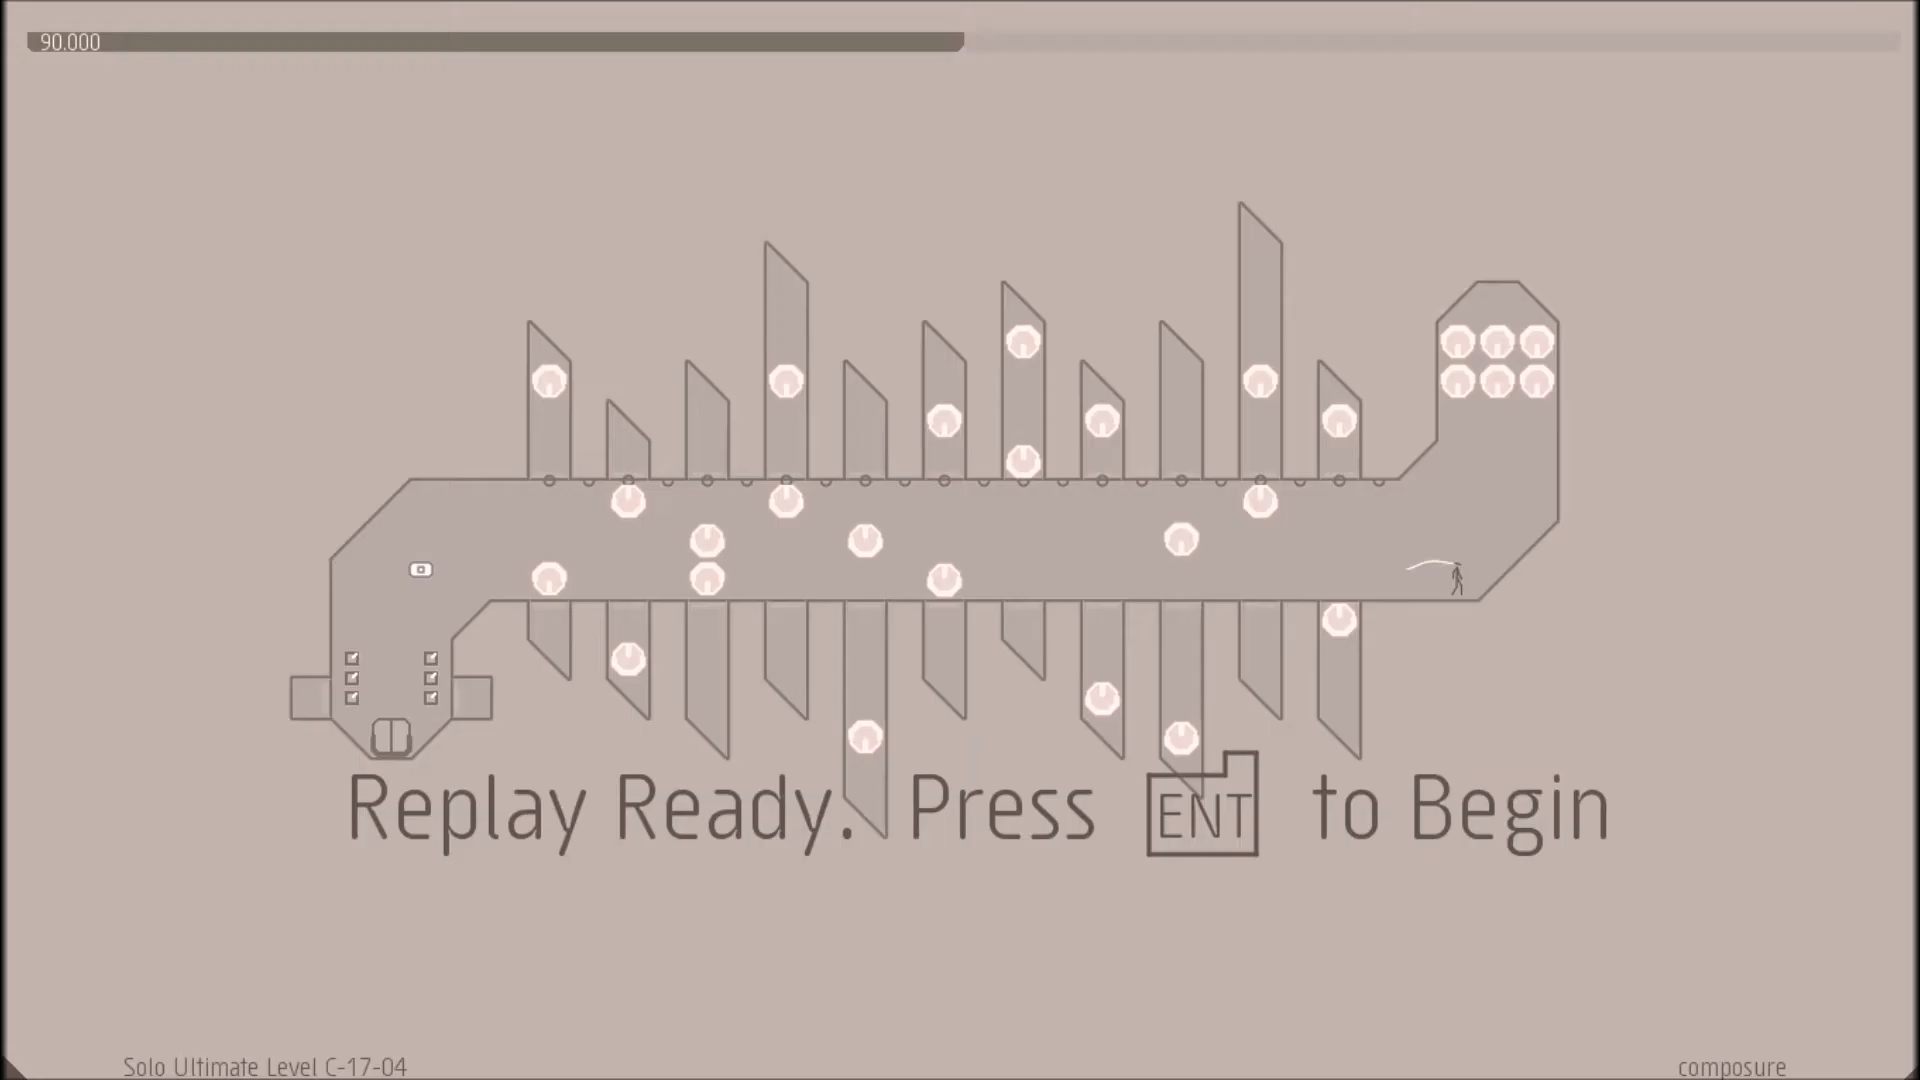 90.000
Replay Ready. Press ENT to Begin
Solo Ultimate Level C-17-04
composure